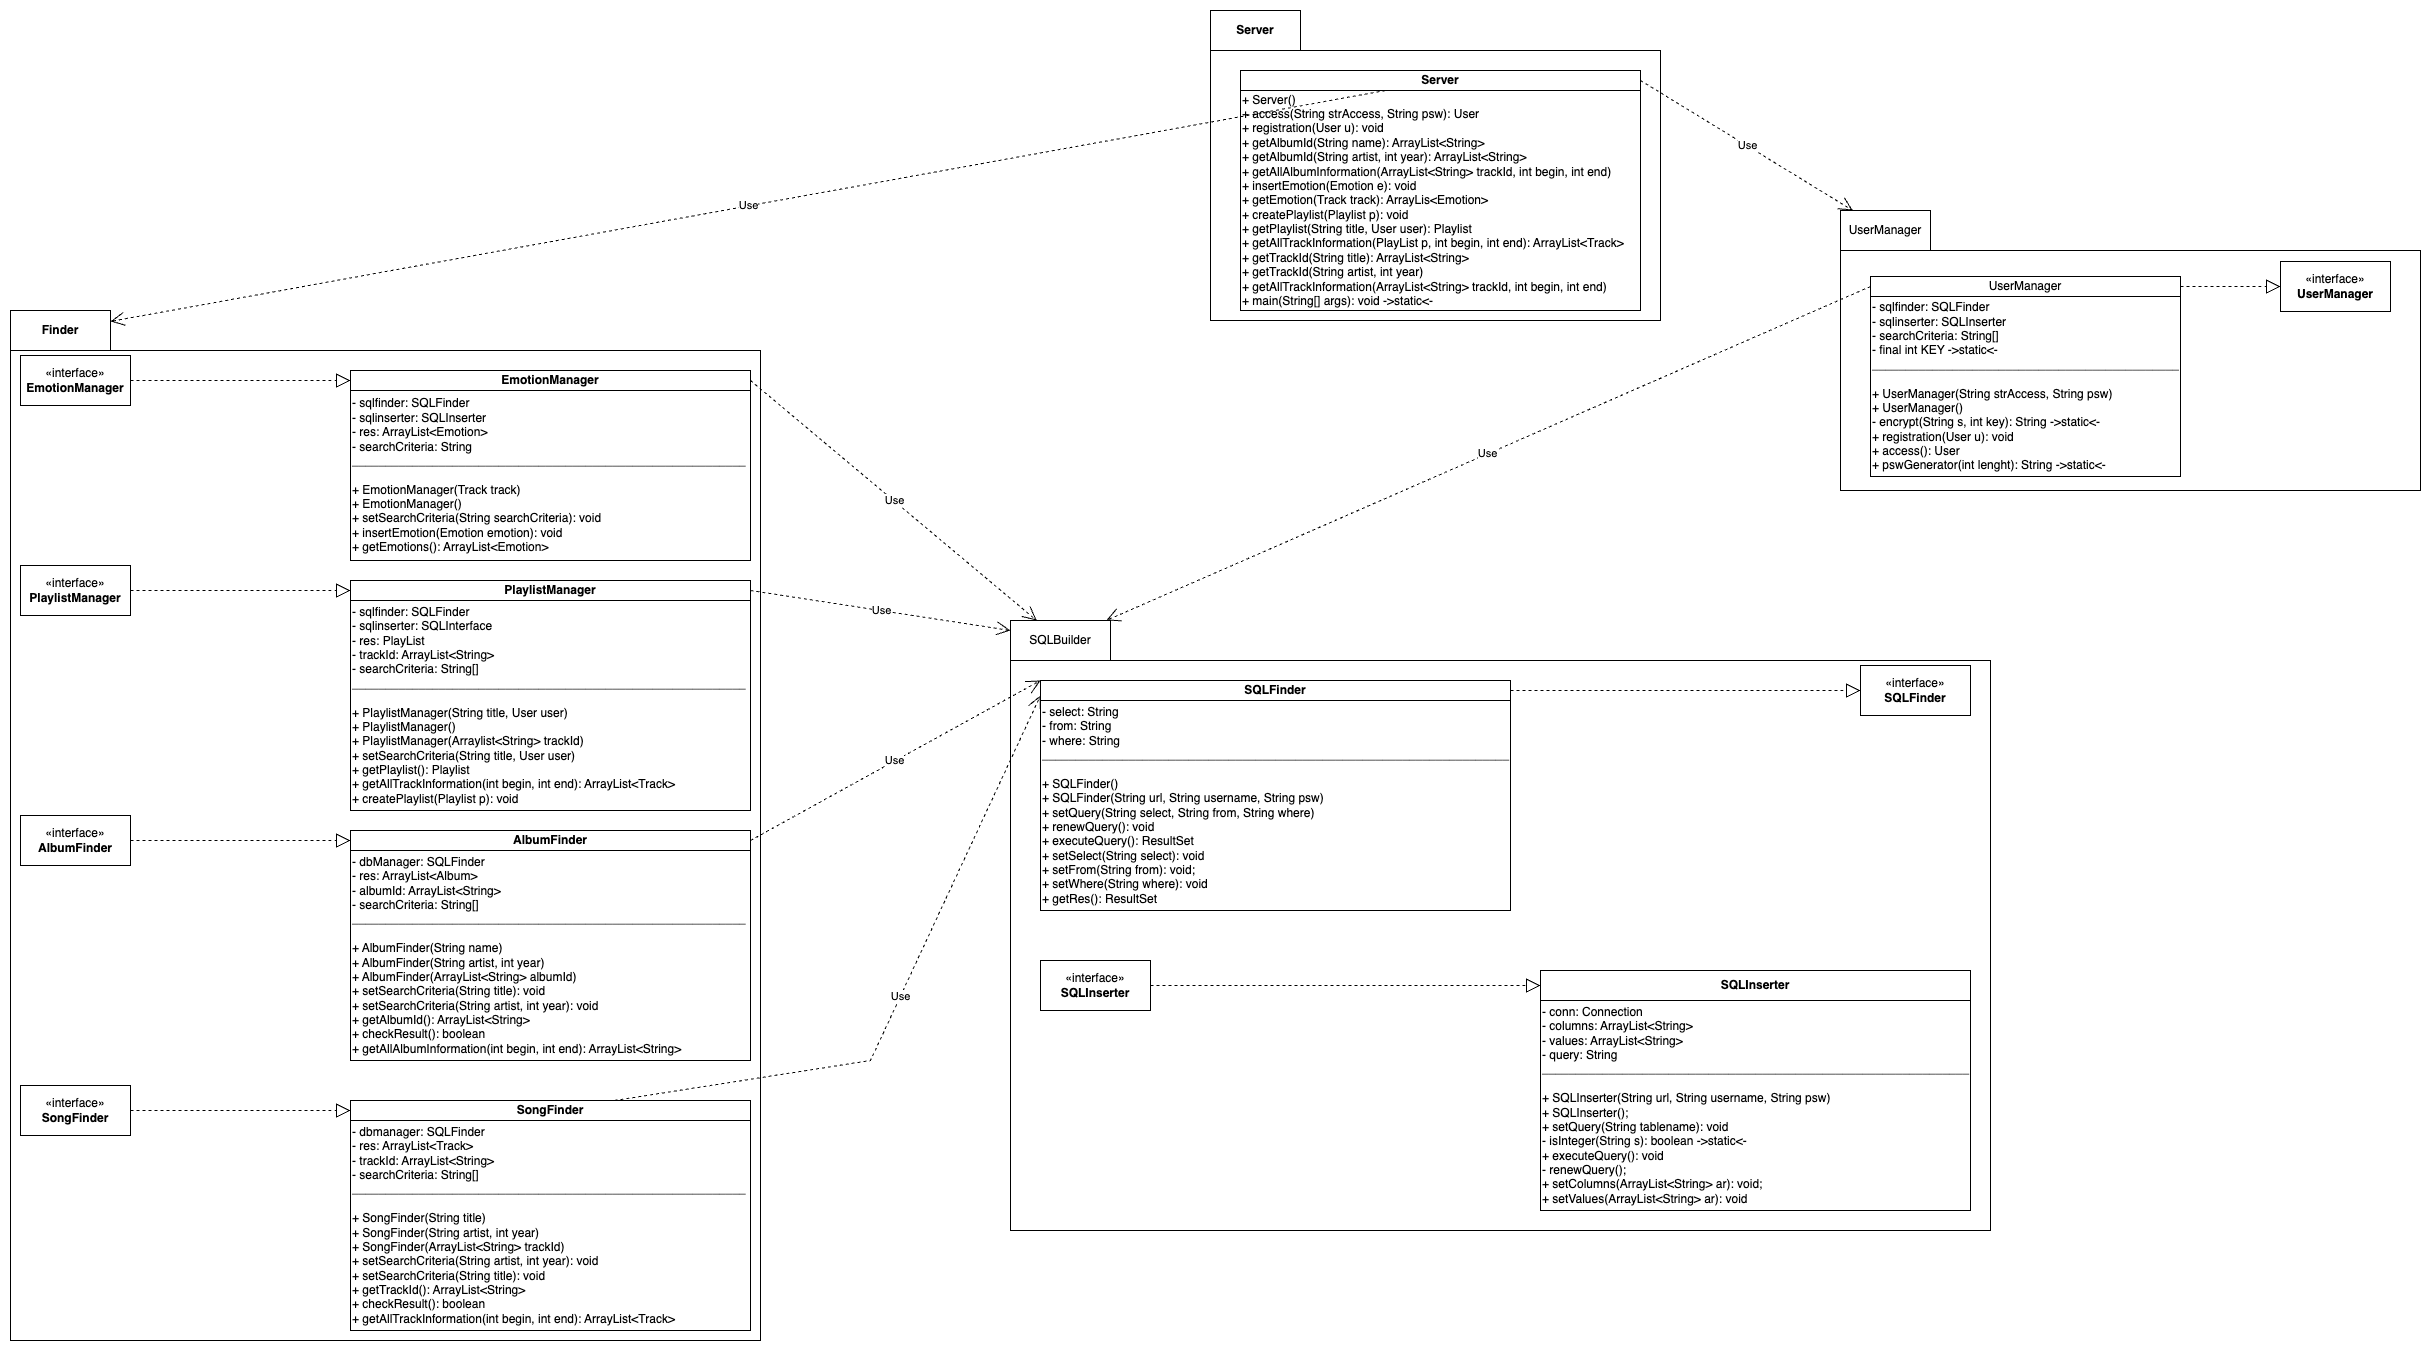 Server
Server
+ Server()
+ access(String strAccess, String psw): User
+ registration(User u): void
+ getAlbumId(String name): ArrayList<String>
+ getAlbumId(String artist, int year): ArrayList<String>
+ getAllAlbumInformation(ArrayList<String> trackId, int begin, int end)
+ insertEmotion(Emotion e): void
+ getEmotion(Track track): ArrayLis<Emotion>
+ createPlaylist(Playlist p): void
+ getPlaylist(String title, User user): Playlist
+ getAllTrackInformation(PlayList p, int begin, int end): ArrayList<Track>
+ getTrackId(String title): ArrayList<String>
+ getTrackId(String artist, int year)
+ getAllTrackInformation(ArrayList<String> trackId, int begin, int end)
+ main(String[] args): void ->static<-
Use
Use
UserManager
UserManager
- sqlfinder: SQLFinder
- sqlinserter: SQLInserter
- searchCriteria: String[]
- final int KEY ->static<-
+ UserManager(String strAccess, String psw)
+ UserManager()
- encrypt(String s, int key): String ->static<-
+ registration(User u): void
+ access(): User
+ pswGenerator(int lenght): String ->static<-
«interface»
UserManager
Use
Finder
«interface»
EmotionManager
EmotionManager
- sqlfinder: SQLFinder
- sqlinserter: SQLInserter
- res: ArrayList<Emotion>
- searchCriteria: String
+ EmotionManager(Track track)
+ EmotionManager()
+ setSearchCriteria(String searchCriteria): void
+ insertEmotion(Emotion emotion): void
+ getEmotions(): ArrayList<Emotion>
Use
«interface»
PlaylistManager
PlaylistManager
- sqlfinder: SQLFinder
- sqlinserter: SQLInterface
- res: PlayList
- trackId: ArrayList<String>
- searchCriteria: String[]
+ PlaylistManager(String title, User user)
+ PlaylistManager()
+ PlaylistManager(Arraylist<String> trackId)
+ setSearchCriteria(String title, User user)
+ getPlaylist(): Playlist
+ getAllTrackInformation(int begin, int end): ArrayList<Track>
+ createPlaylist(Playlist p): void
Use
«interface»
AlbumFinder
AlbumFinder
- dbManager: SQLFinder
- res: ArrayList<Album>
- albumId: ArrayList<String>
- searchCriteria: String[]
+ AlbumFinder(String name)
+ AlbumFinder(String artist, int year)
+ AlbumFinder(ArrayList<String> albumId)
+ setSearchCriteria(String title): void
+ setSearchCriteria(String artist, int year): void
+ getAlbumId(): ArrayList<String>
+ checkResult(): boolean
+ getAllAlbumInformation(int begin, int end): ArrayList<String>
Use
«interface»
SongFinder
SongFinder
- dbmanager: SQLFinder
- res: ArrayList<Track>
- trackId: ArrayList<String>
- searchCriteria: String[]
+ SongFinder(String title)
+ SongFinder(String artist, int year)
+ SongFinder(ArrayList<String> trackId)
+ setSearchCriteria(String artist, int year): void
+ setSearchCriteria(String title): void
+ getTrackId(): ArrayList<String>
+ checkResult(): boolean
+ getAllTrackInformation(int begin, int end): ArrayList<Track>
Use
SQLBuilder
SQLFinder
- select: String
- from: String
- where: String
+ SQLFinder()
+ SQLFinder(String url, String username, String psw)
+ setQuery(String select, String from, String where)
+ renewQuery(): void
+ executeQuery(): ResultSet
+ setSelect(String select): void
+ setFrom(String from): void;
+ setWhere(String where): void
+ getRes(): ResultSet
«interface»
SQLFinder
«interface»
SQLInserter
SQLInserter
- conn: Connection
- columns: ArrayList<String>
- values: ArrayList<String>
- query: String
+ SQLInserter(String url, String username, String psw)
+ SQLInserter();
+ setQuery(String tablename): void
- isInteger(String s): boolean ->static<-
+ executeQuery(): void
- renewQuery();
+ setColumns(ArrayList<String> ar): void;
+ setValues(ArrayList<String> ar): void